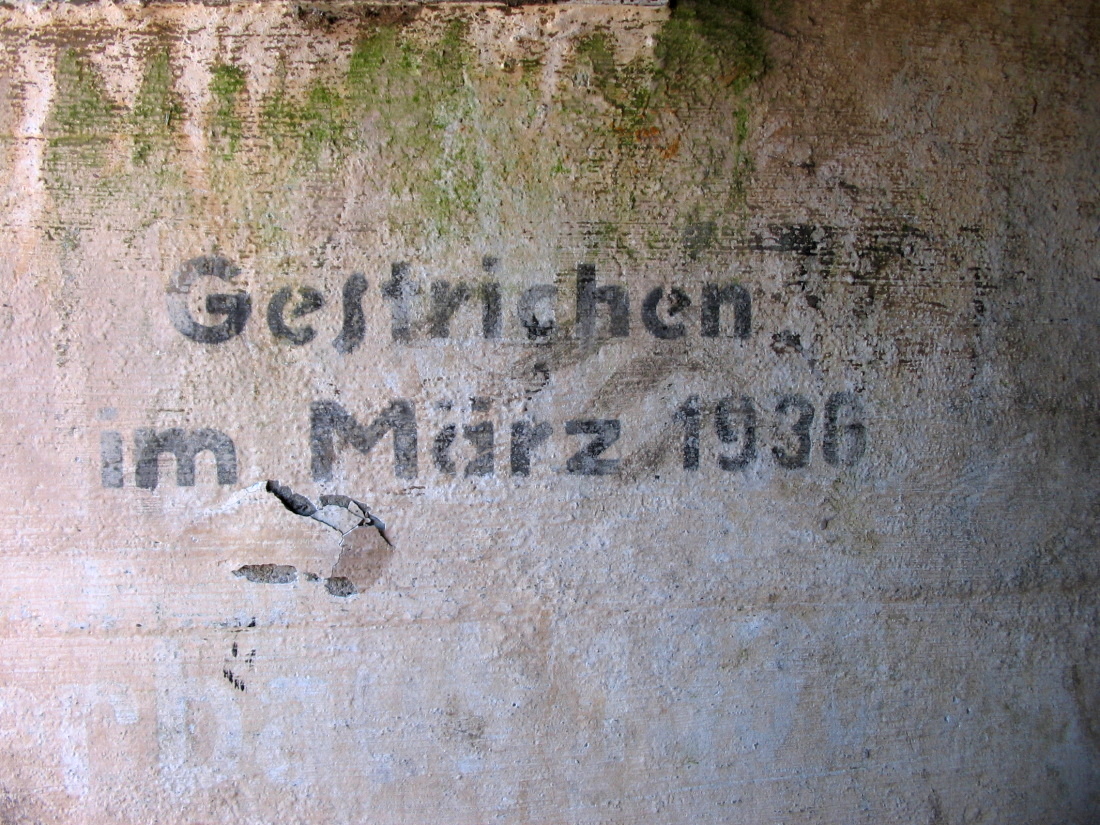 Gestrichen
im März 1936